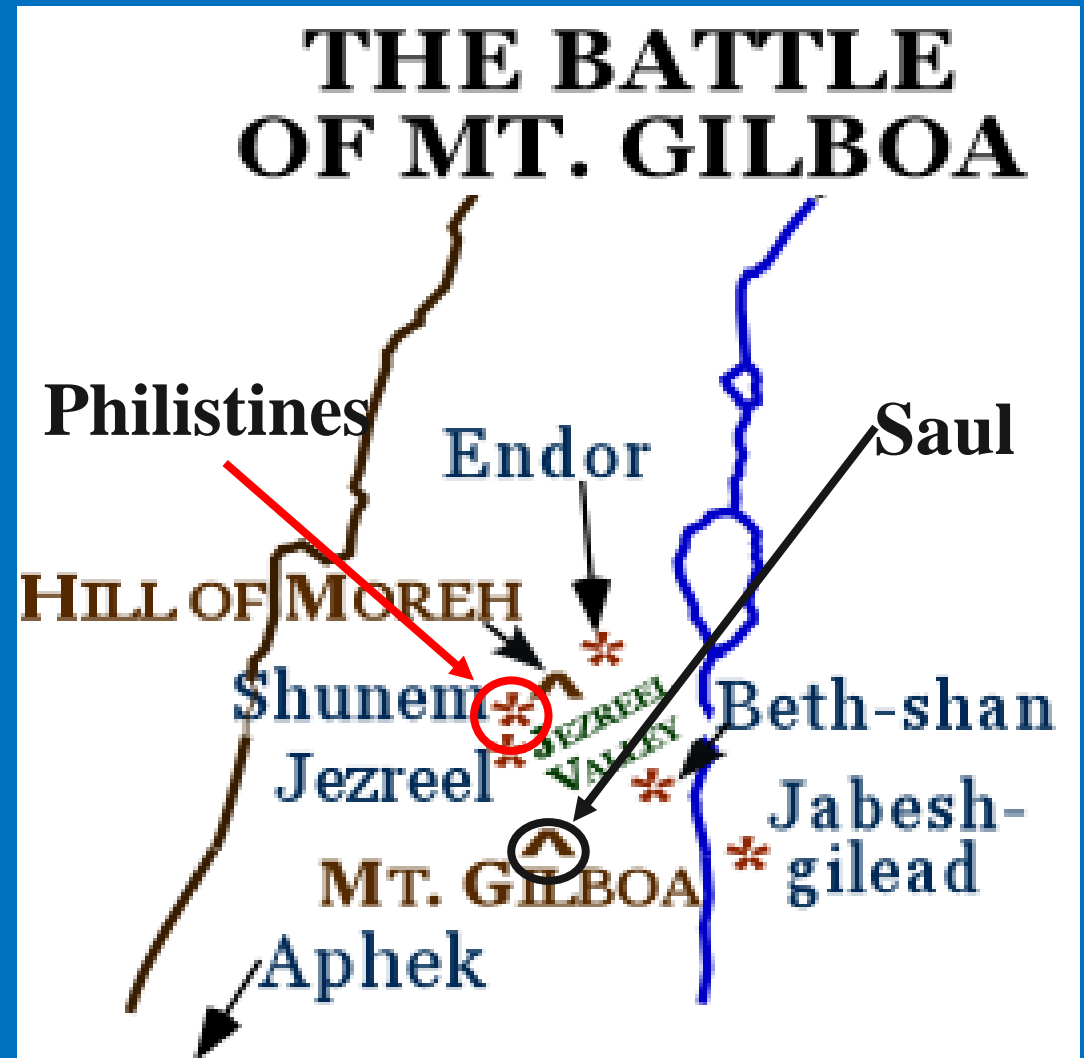 THE BATTLE
OF MT. GILBOA
Philistines
Saul
Endor
HILL OF MOREH
Shunem
JEZREEL
VALLEY
Beth-shan
Jezreel
Jabesh-
gilead
MT. GILBOA
Aphek